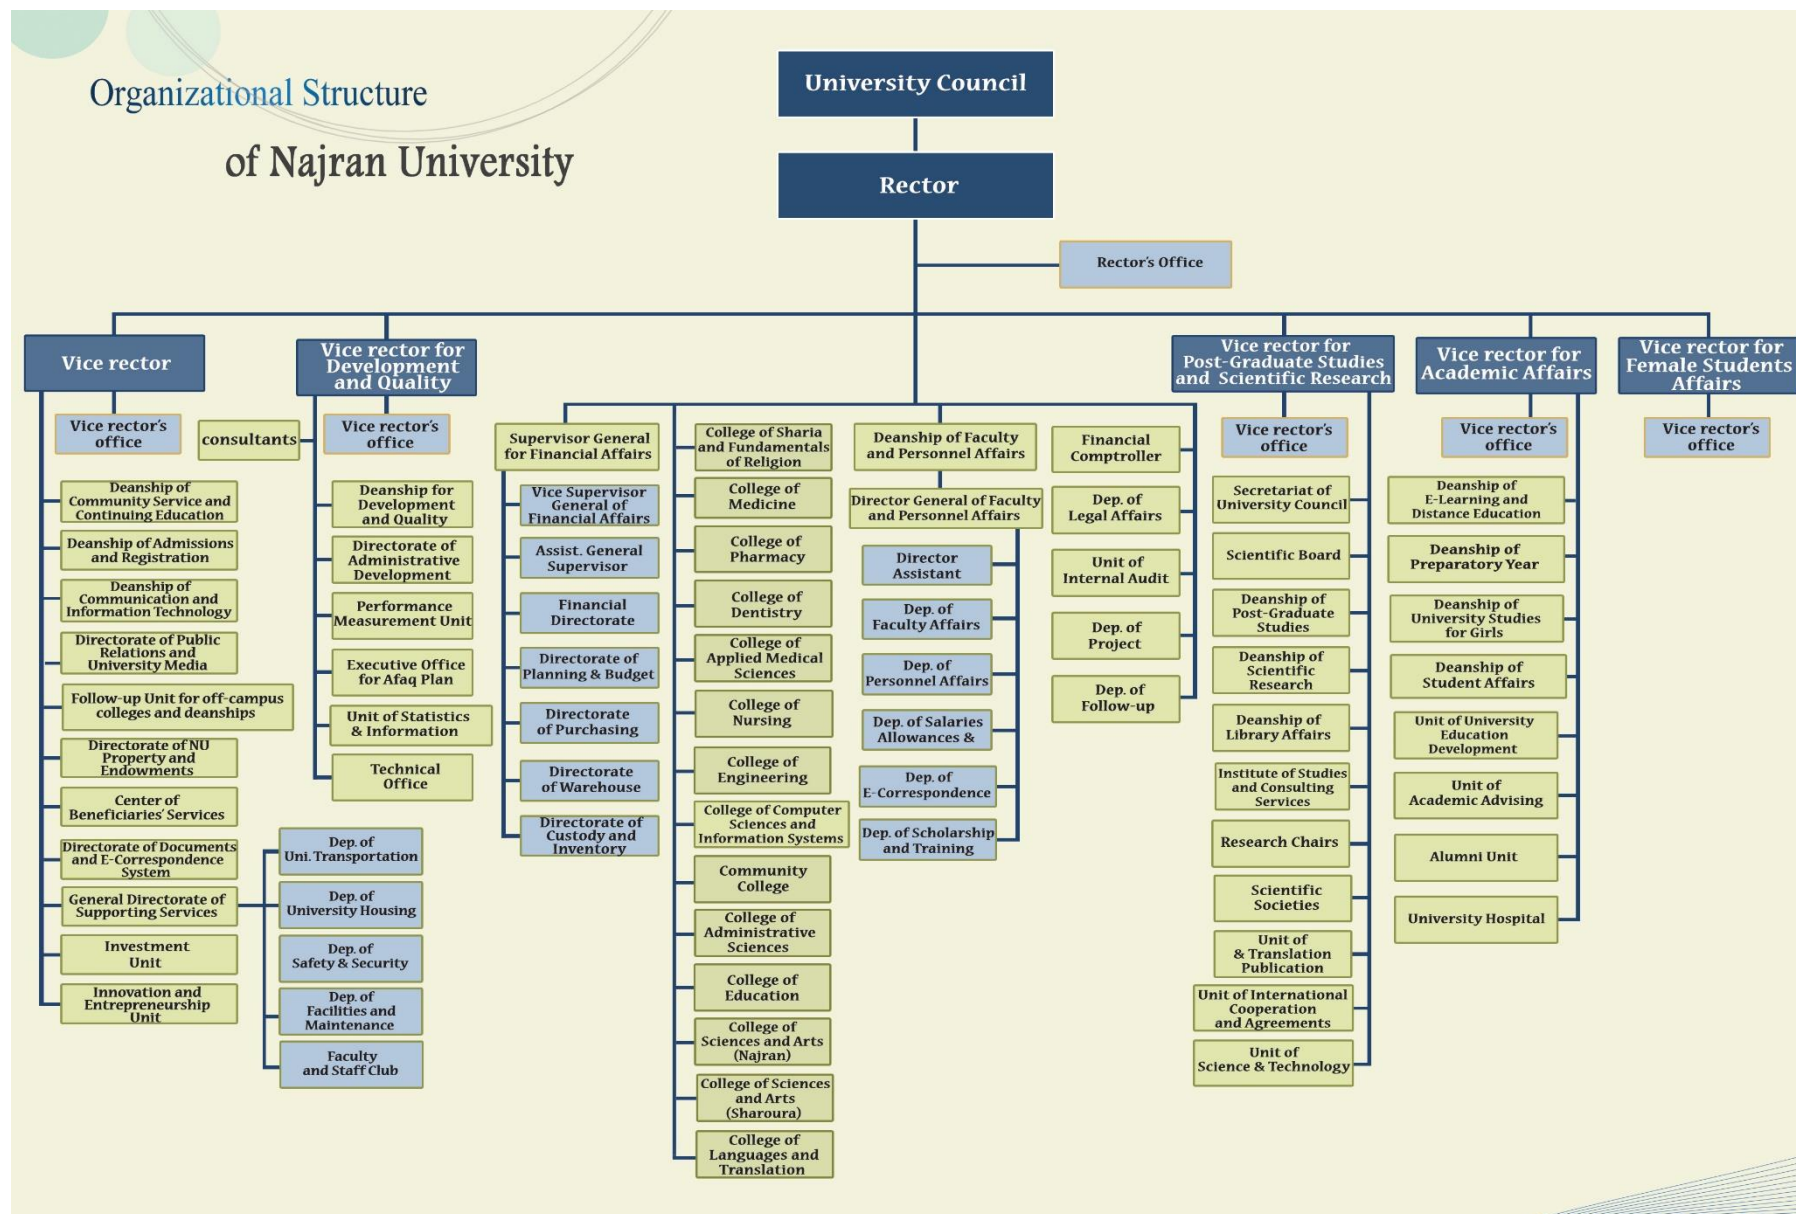 Organizational Structure
of Najran University
University Council
Rector
Rector's Office
Vice rector
Vice rector's
office
Deanship of
Community Service and
Continuing Education
Deanship of Admissions
and Registration
Deanship of
Communication and
Information Technology
Directorate of Public
Relations and
University Media
Follow-up Unit for off-campus
colleges and deanships
Directorate of NU
Property and
Endowments
Center of
Beneficiaries' Services
Directorate of Documents
and E-Correspondence
System
General Directorate of
Supporting Services
Investment
Unit
Innovation and
Entrepreneurship
Unit
Dep. of
Uni. Transportation
Dep. of
University Housing
Dep. of
Safety & Security
Dep. of
Facilities and
Maintenance
Faculty
and Staff Club
Vice rector for
Development
and Quality
consultants
Vice rector's
office
Deanship for
Development
and Quality
Directorate of
Administrative
Development
Performance
Measurement Unit
Executive Office
for Afaq Plan
Unit of Statistics
& Information
Technical
Office
Supervisor General
for Financial Affairs
Vice Supervisor
General of
Financial Affairs
Assist. General
Supervisor
Financial
Directorate
Directorate of
Planning & Budget
Directorate
of Purchasing
Directorate
of Warehouse
Directorate of
Custody and
Inventory
College of Sharia
and Fundamentals
of Religion
College of
Medicine
College of
Pharmacy
College of
Dentistry
College of
Applied Medical
Sciences
College of
Nursing
College of
Engineering
College of Computer
Sciences and
Information Systems
Community
College
College of
Administrative
Sciences
College of
Education
College of
Sciences and Arts
(Najran)
College of Sciences
and Arts
(Sharoura)
College of
Languages and
Translation
Deanship of Faculty
and Personnel Affairs
Director General of Faculty
and Personnel Affairs
Director
Assistant
Dep. of
Faculty Affairs
Dep. of
Personnel Affairs
Dep. of Salaries
Allowances &
Dep. of
E-Correspondence
Dep. of Scholarship
and Training
Financial
Comptroller
Dep. of
Legal Affairs
Unit of
Internal Audit
Dep. of
Project
Dep. of
Follow-up
Vice rector for
Post-Graduate Studies
and Scientific Research
Vice rector's
office
Secretariat of
University Council
Scientific Board
Deanship of
Post-Graduate
Studies
Deanship of
Scientific
Research
Deanship of
Library Affairs
Institute of Studies
and Consulting
Services
Research Chairs
Scientific
Societies
Unit of
& Translation
Publication
Unit of International
Cooperation
and Agreements
Unit of
Science & Technology
Vice rector for
Academic Affairs
Vice rector's
office
Deanship of
E-Learning and
Distance Education
Deanship of
Preparatory Year
Deanship of
University Studies
for Girls
Deanship of
Student Affairs
Unit of University
Education
Development
Unit of
Academic Advising
Alumni Unit
University Hospital
Vice rector for
Female Students
Affairs
Vice rector's
office